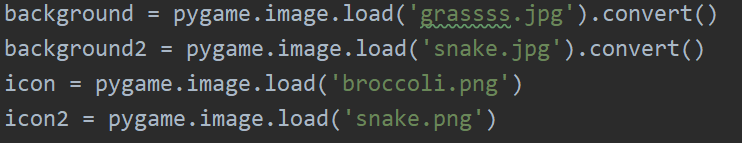 background = pygame.image.load('grassss.jpg').convert()
background2 = pygame.image.load('snake.jpg').convert()
icon = pygame.image.load('broccoli.png')
icon2 = pygame.image.load('snake.png')